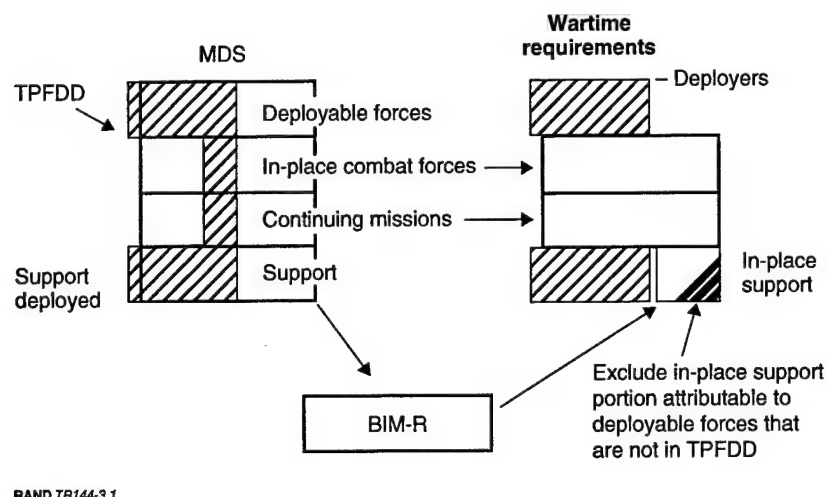 Wartime
requirements
MDS
TPFDD
Deployers
Deployable forces
In-place combat forces
Continuing missions
Support
deployed
Support
In-place
support
BIM-R
Exclude in-place support
portion attributable to
deployable forces that
are not in TPFDD
RAND TR144-3.1